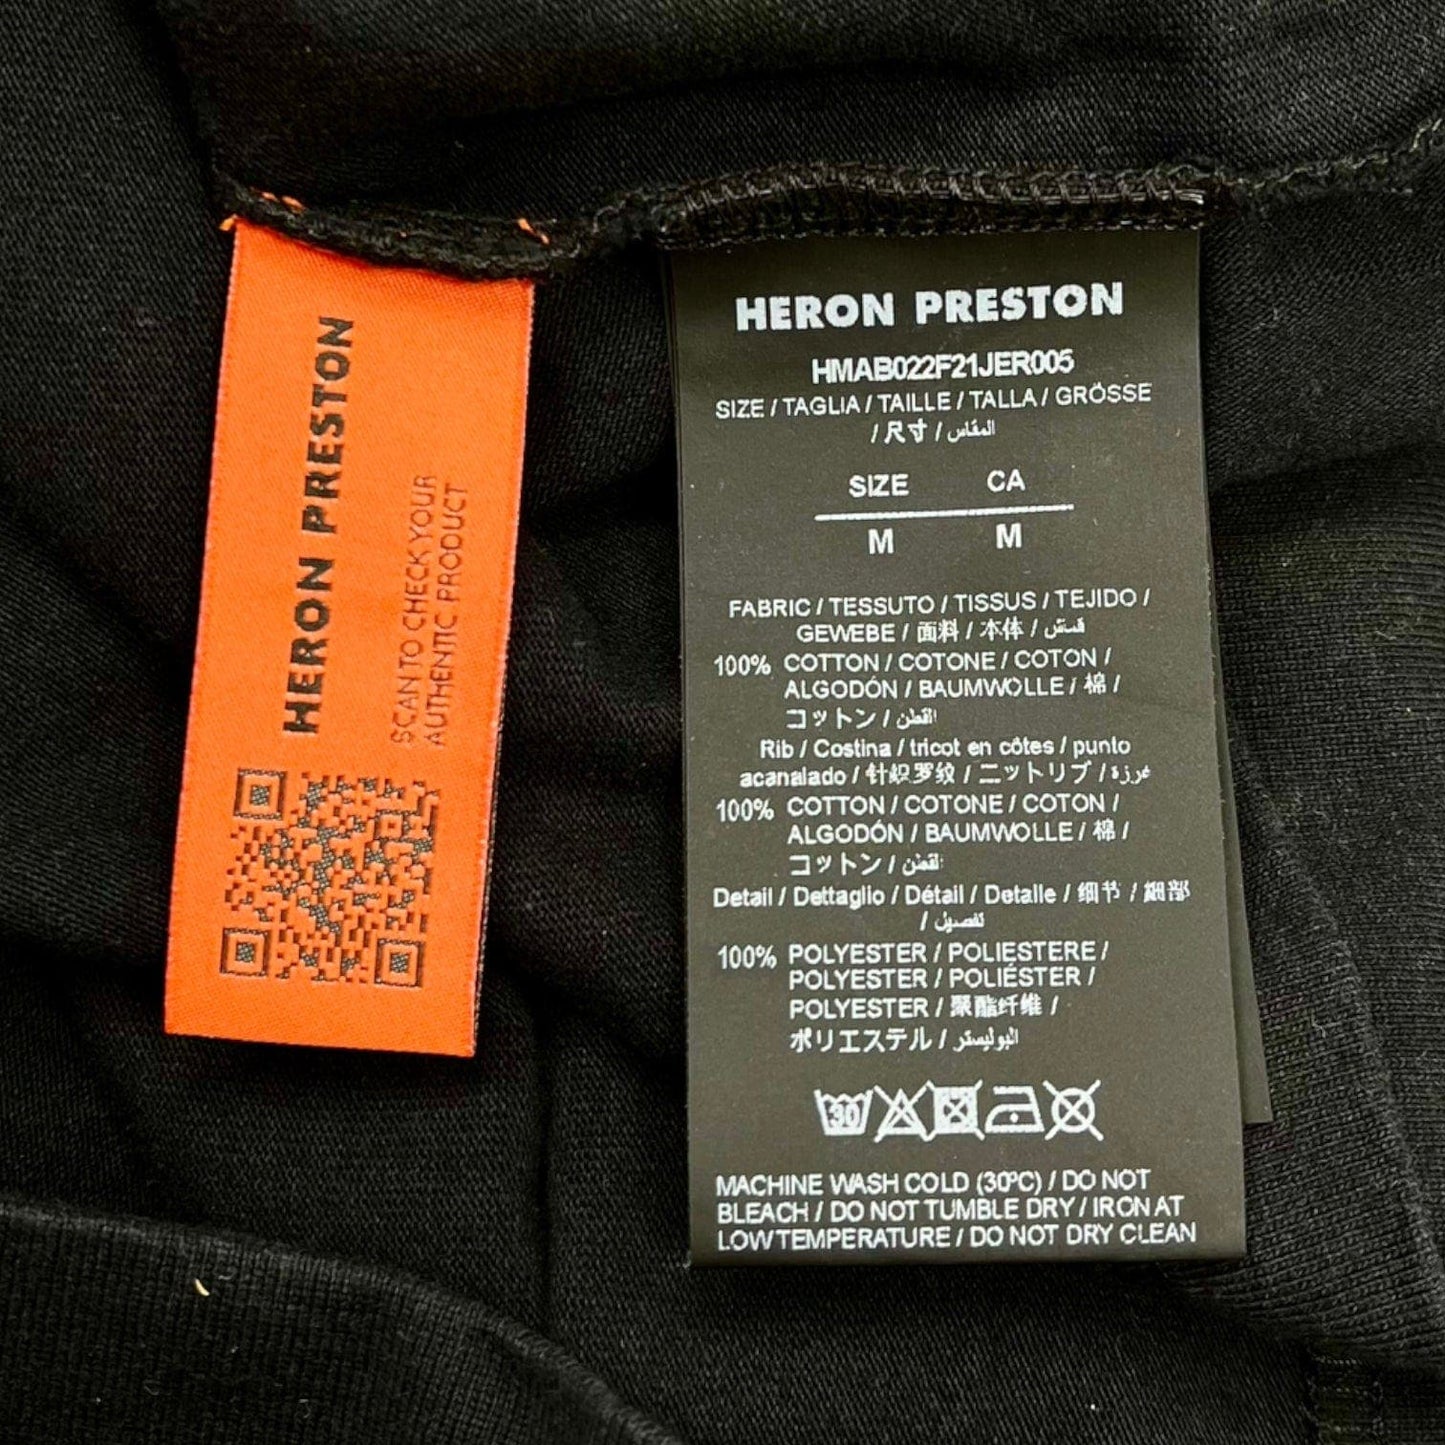 HERON PRESTON
SCAN TO CHECK YOUR
AUTHENTIC PRODUCT
HERON PRESTON
HMAB022F21JER005
SIZE / TAGLIA / TAILLE / TALLA / GRÖSSE
/ 尺寸 / المقاس
SIZE CA
M M
FABRIC / TESSUTO / TISSUS / TEJIDO /
GEWEBE / 面料 / 本体 / قماش
100% COTTON / COTONE / COTON /
ALGODÓN / BAUMWOLLE / 棉 /
コットン / القطن
Rib / Costina / tricot en côtes / punto
acanalado / 针织罗纹 / ニットリブ / غرزة
100% COTTON / COTONE / COTON /
ALGODÓN / BAUMWOLLE / 棉 /
コットン / القطن
Detail / Dettaglio / Détail / Detalle / 细节 / 細部
/ تفصيل
100% POLYESTER / POLIESTERE /
POLYESTER / POLIÉSTER /
POLYESTER / 聚酯纤维 /
ポリエステル / البوليستر
30
MACHINE WASH COLD (30ºC) / DO NOT
BLEACH / DO NOT TUMBLE DRY / IRON AT
LOW TEMPERATURE / DO NOT DRY CLEAN